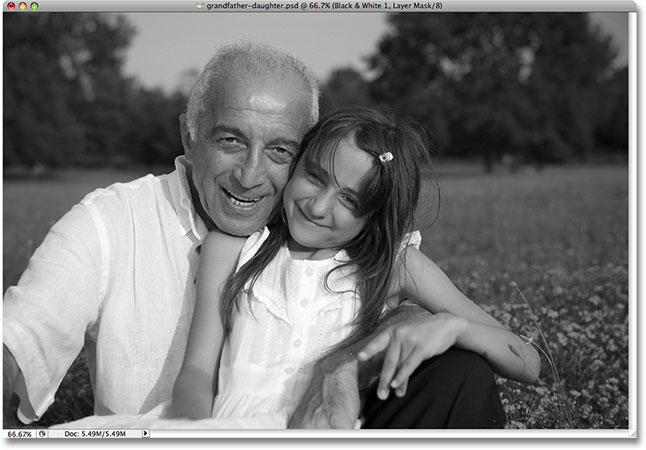 grandfather-daughter.psd @ 66.7% (Black & White 1, Layer Mask/8)
66.67% Doc: 5.49M/5.49M